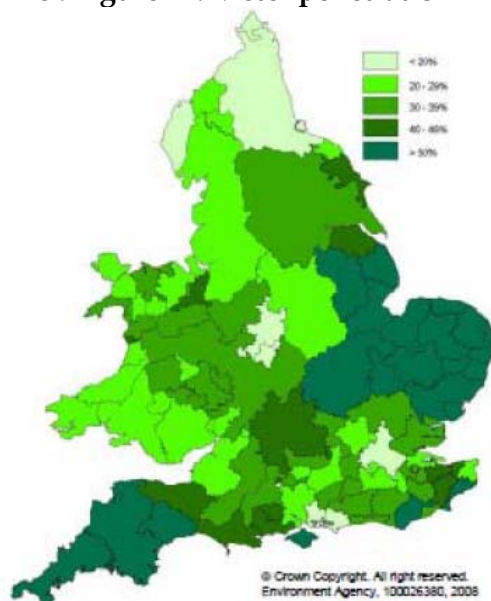 < 20%
20 - 29%
30 - 39%
40 - 49%
> 50%
© Crown Copyright. All right reserved.
Environment Agency, 100026380, 2008